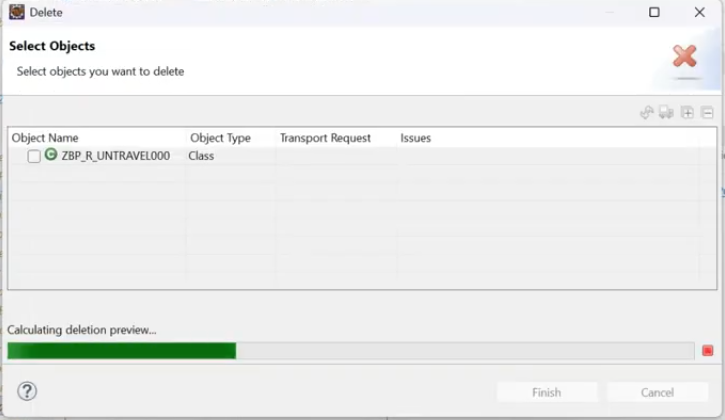 Delete
Select Objects
Select objects you want to delete
Object Name Object Type Transport Request Issues
ZBP_R_UNTRAVEL000 Class
Calculating deletion preview...
Finish Cancel